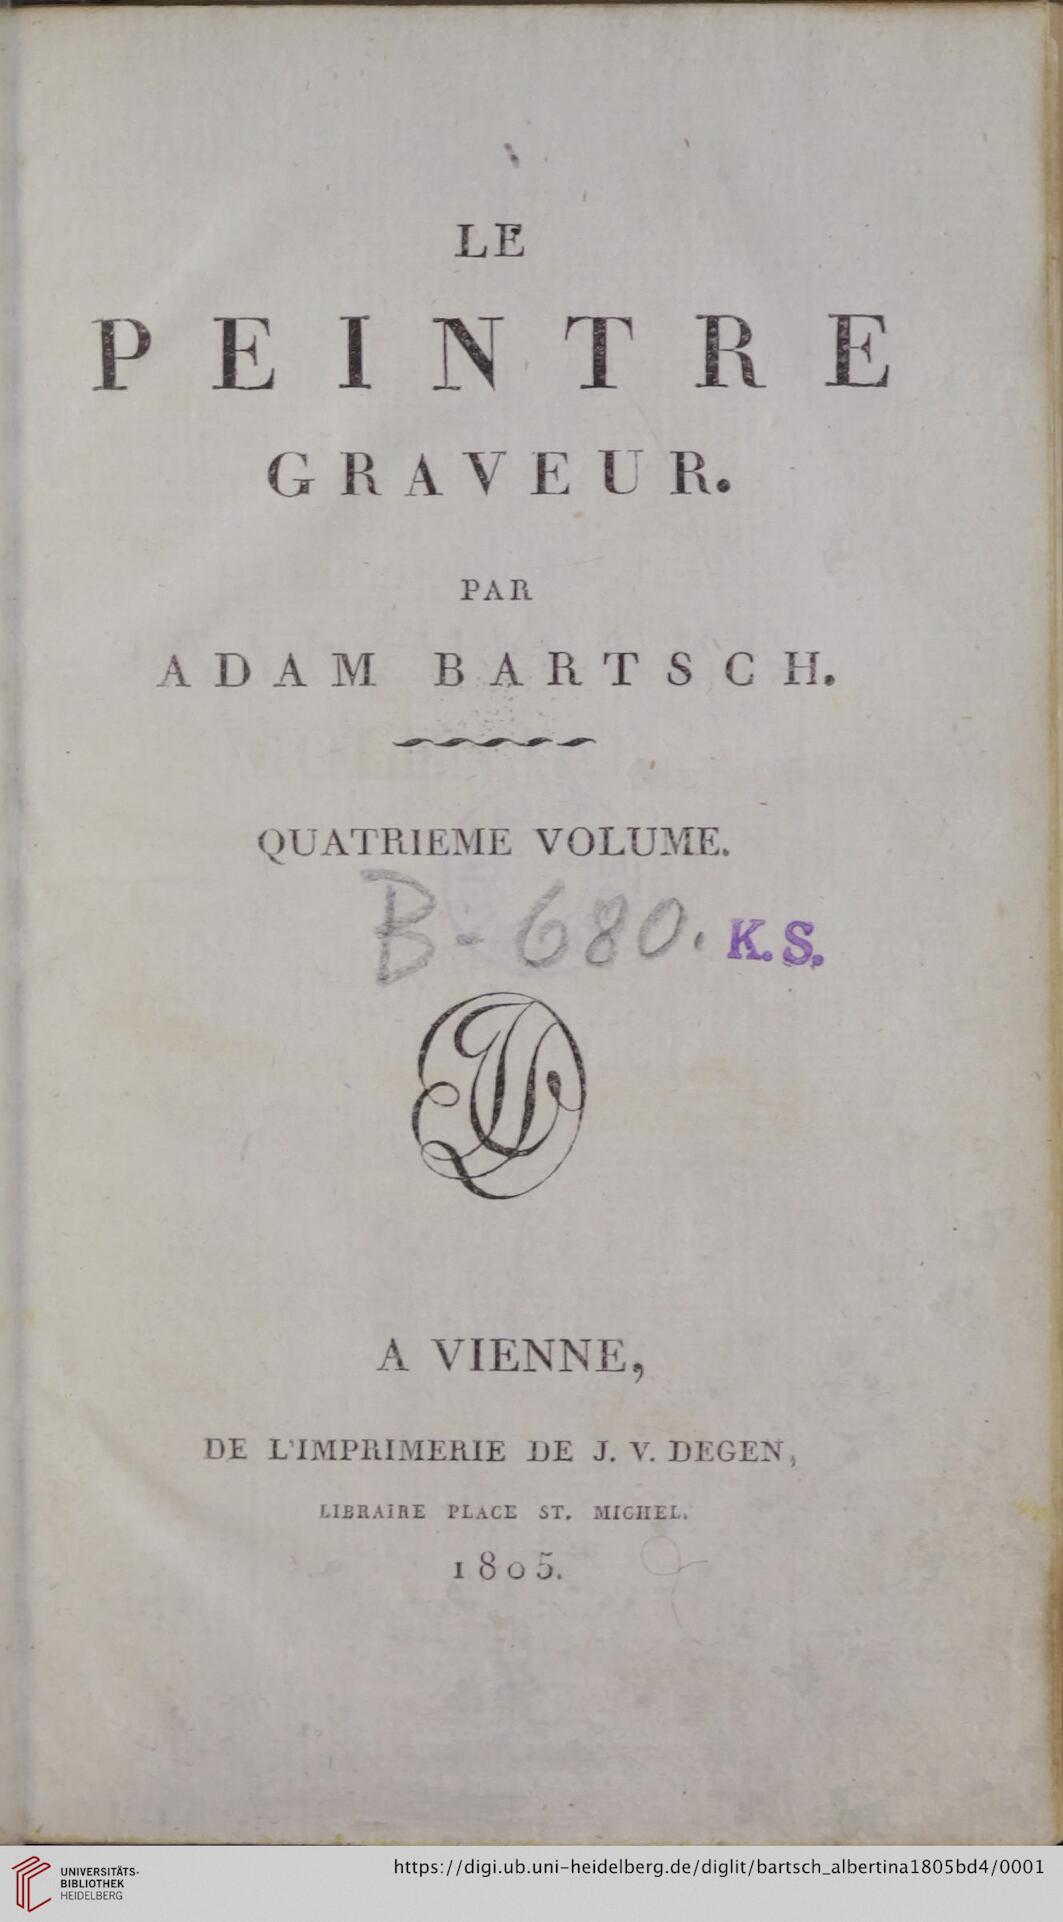 LE
PEINTRE
GRAVEUR.
PAR
ADAM BARTSCH.
QUATRIEME VOLUME.
B-680. K.S.
A VIENNE,
DE L'IMPRIMERIE DE J. V. DEGEN,
LIBRAIRE PLACE ST. MICHEL.
1805.
UNIVERSITÄTS-
BIBLIOTHEK
HEIDELBERG
https://digi.ub.uni-heidelberg.de/diglit/bartsch_albertina1805bd4/0001